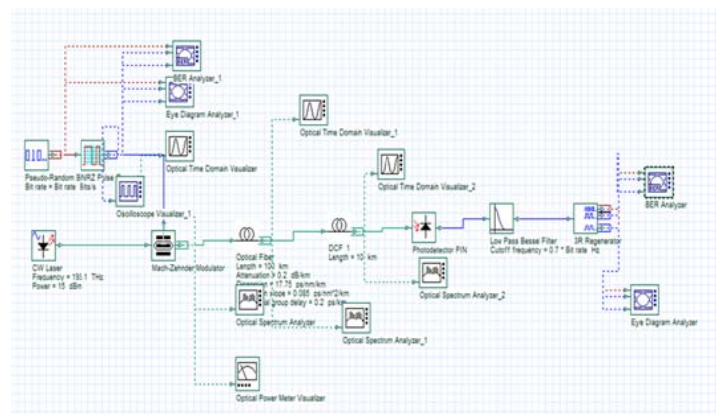 BER Analyzer_1
Eye Diagram Analyzer_1
Optical Time Domain Visualizer_1
Pseudo-Random B NRZ Pulse
Bit rate = Bit rate Bits/s
Optical Time Domain Visualizer
Optical Time Domain Visualizer_2
Oscilloscope Visualizer_1
BER Analyzer
CW Laser
Frequency = 193.1 THz
Power = 15 dBm
Mach-Zehnder Modulator
Optical Fiber
Length = 100 km
Attenuation = 0.2 dB/km
= 17.75 ps/nm/km
slope = 0.085 ps/nm^2/km
group delay = 0.2 ps/km
DCF_1
Length = 10 km
Photodetector PIN
Low Pass Bessel Filter
Cutoff frequency = 0.7 * Bit rate Hz
3R Regenerator
Optical Spectrum Analyzer_2
Optical Spectrum Analyzer
Optical Spectrum Analyzer_1
Eye Diagram Analyzer
Optical Power Meter Visualizer